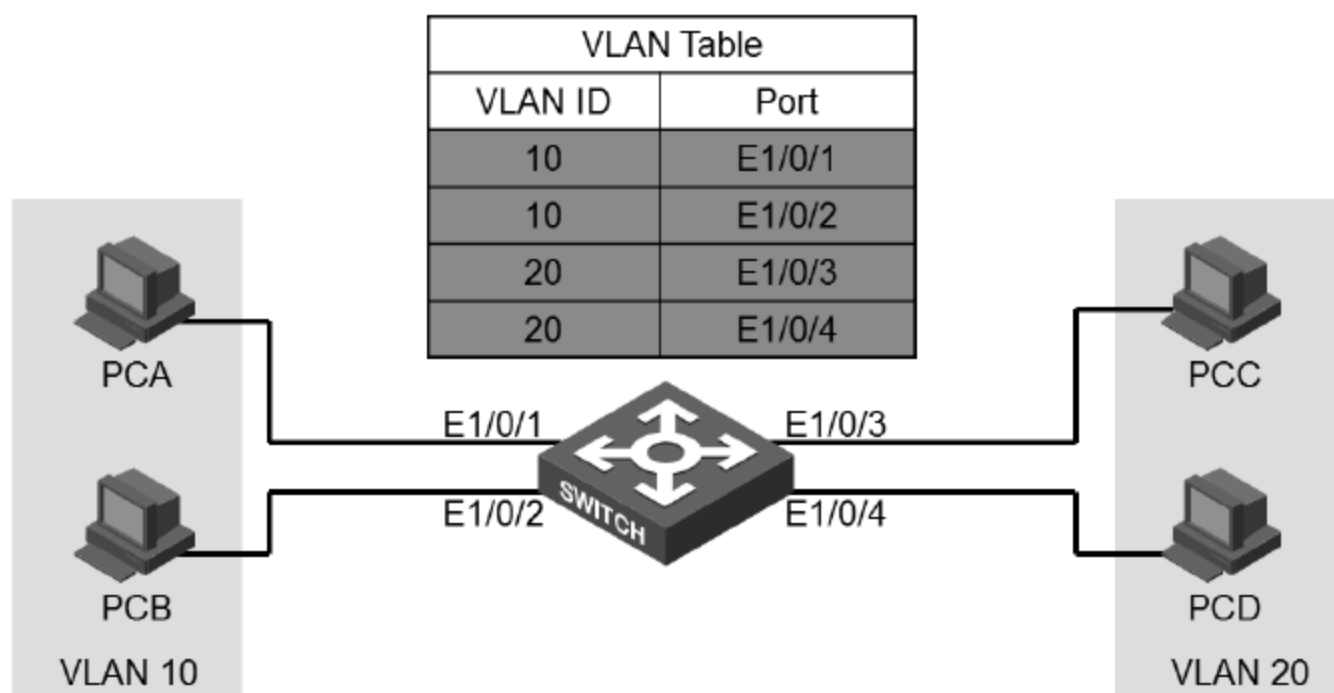 VLAN Table
VLAN ID Port
10 E1/0/1
10 E1/0/2
20 E1/0/3
20 E1/0/4
PCA
PCC
E1/0/1
E1/0/3
E1/0/2
SWITCH
E1/0/4
PCB
PCD
VLAN 10
VLAN 20